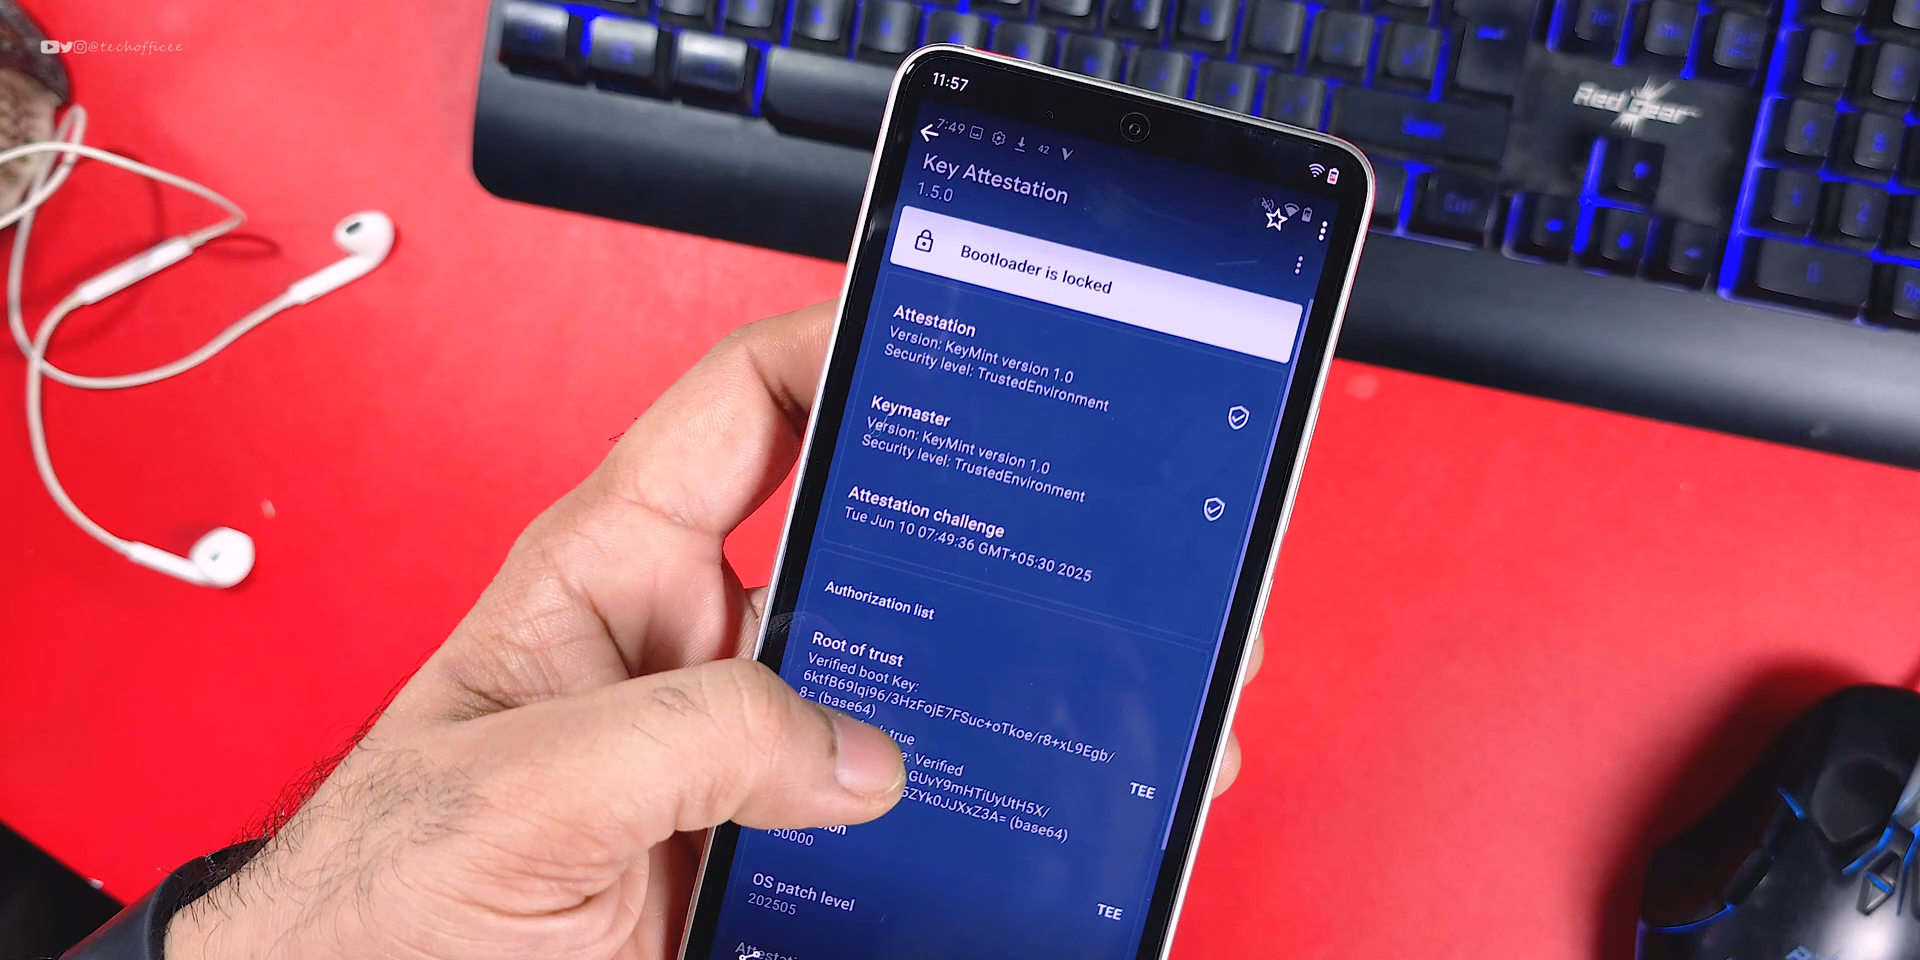 @techofficee
11:57
7:49
42
Key Attestation
1.5.0
Bootloader is locked
Attestation
Version: KeyMint version 1.0
Security level: TrustedEnvironment
Keymaster
Version: KeyMint version 1.0
Security level: TrustedEnvironment
Attestation challenge
Tue Jun 10 07:49:36 GMT+05:30 2025
Authorization list
Root of trust
Verified boot Key:
6ktfB69Iqi96/3HzFojE7FSuc+oTkoe/r8+xL9Egb/
8= (base64)
true
Verified
GUvY9mHTiUyUtH5X/
5ZYk0JJXxZ3A= (base64)
TEE
150000
OS patch level
202505
TEE
Red Gear